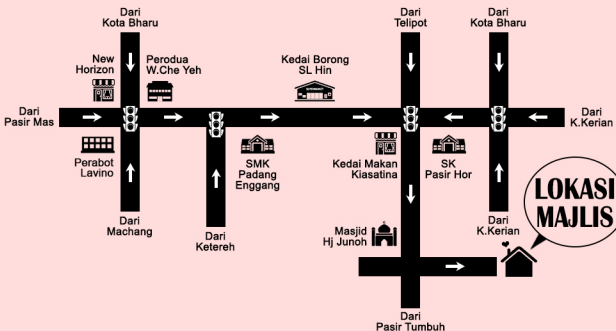 Dari
Kota Bharu
Dari
Telipot
Dari
Kota Bharu
New
Horizon
Perodua
W.Che Yeh
Kedai Borong
SL Hin
SUPERMARKET
Dari
Pasir Mas
Dari
K.Kerian
Perabot
Lavino
SMK
Padang
Enggang
Kedai Makan
Kiasatina
SK
Pasir Hor
LOKASI
MAJLIS
Dari
Machang
Dari
Ketereh
Masjid
Hj Junoh
Dari
K.Kerian
Dari
Pasir Tumbuh